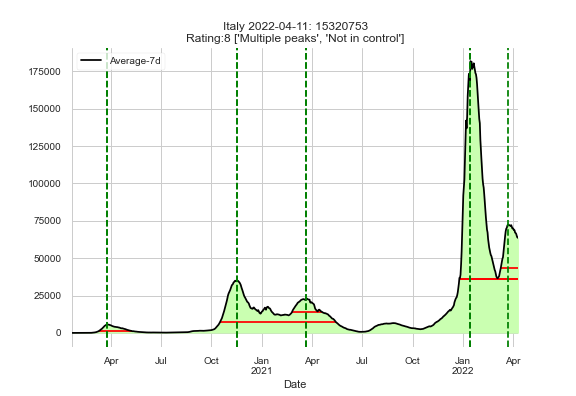 Italy 2022-04-11: 15320753
Rating:8 ['Multiple peaks', 'Not in control']
Average-7d
175000
150000
125000
100000
75000
50000
25000
0
Apr Jul Oct Jan Apr Jul Oct Jan Apr
2021 2022
Date